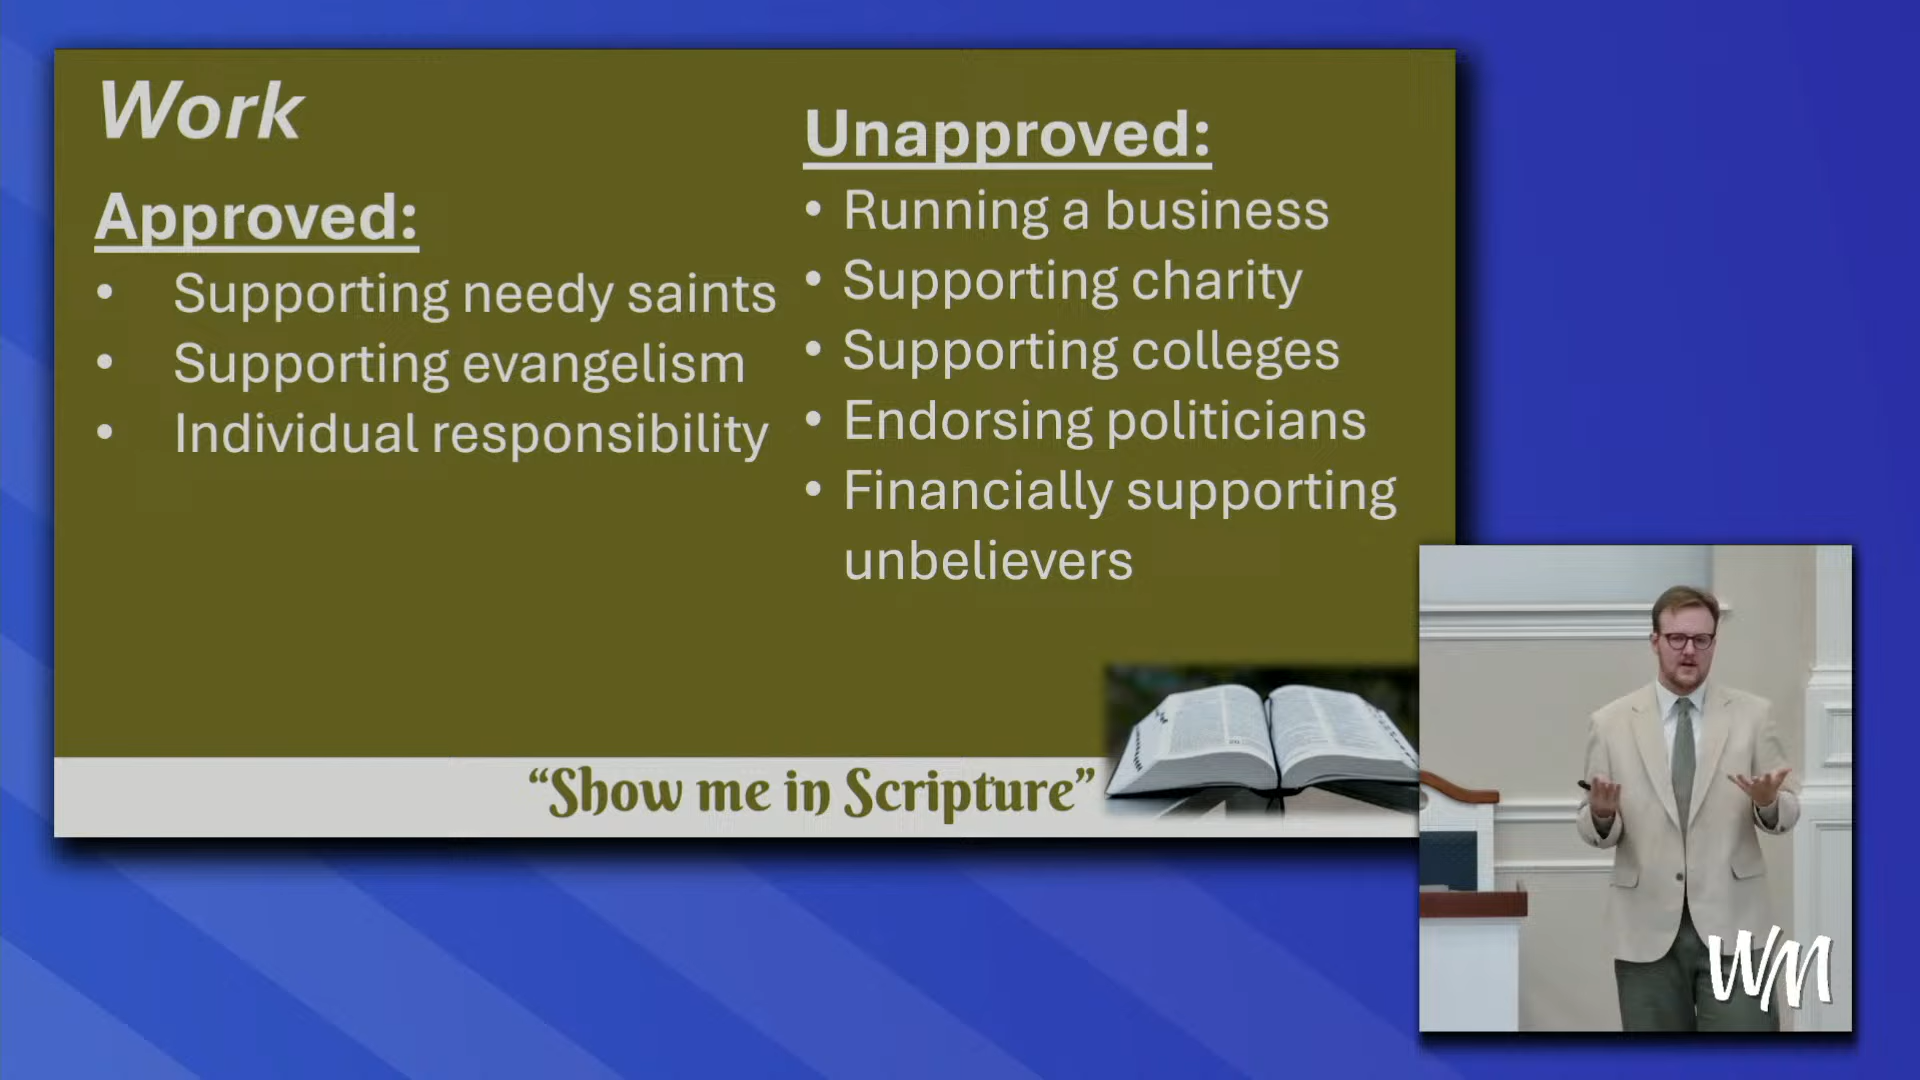 Work
Approved:
• Supporting needy saints
• Supporting evangelism
• Individual responsibility
Unapproved:
• Running a business
• Supporting charity
• Supporting colleges
• Endorsing politicians
• Financially supporting
unbelievers
“Show me in Scripture”
WM